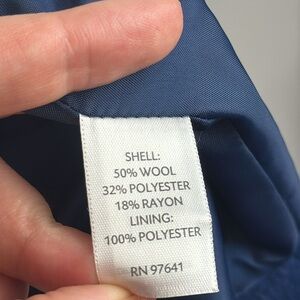 SHELL:
50% WOOL
32% POLYESTER
18% RAYON
LINING:
100% POLYESTER
RN 97641